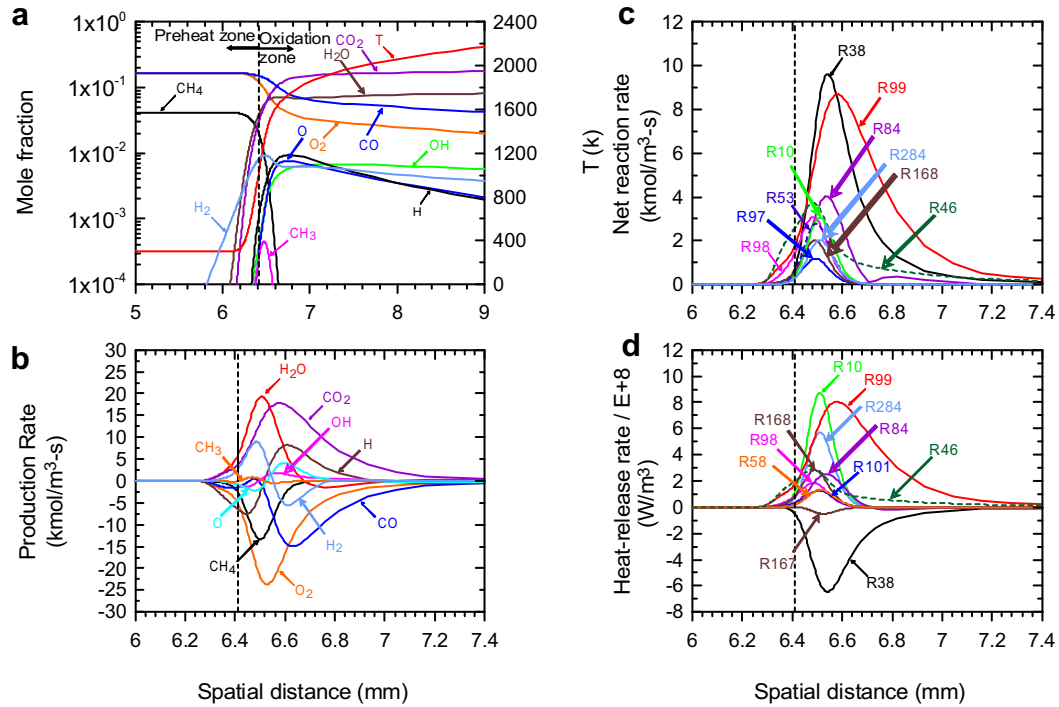 a
Mole fraction
1x10⁰
1x10⁻¹
1x10⁻²
1x10⁻³
1x10⁻⁴
Preheat zone
Oxidation
zone
CO₂
T
H₂O
CH₄
O
O₂
CO
OH
H₂
H
CH₃
5
6
7
8
9
2400
2000
1600
1200
800
400
0
T (k)
b
Production Rate
(kmol/m³-s)
30
25
20
15
10
5
0
-5
-10
-15
-20
-25
-30
H₂O
CO₂
OH
CH₃
H
O
CH₄
H₂
CO
O₂
6
6.2
6.4
6.6
6.8
7
7.2
7.4
Spatial distance (mm)
c
Net reaction rate
(kmol/m³-s)
12
10
8
6
4
2
0
R38
R99
R84
R10
R284
R168
R53
R46
R97
R98
6
6.2
6.4
6.6
6.8
7
7.2
7.4
d
Heat-release rate / E+8
(W/m³)
12
10
8
6
4
2
0
-2
-4
-6
-8
R10
R99
R284
R168
R84
R98
R46
R58
R101
R167
R38
6
6.2
6.4
6.6
6.8
7
7.2
7.4
Spatial distance (mm)